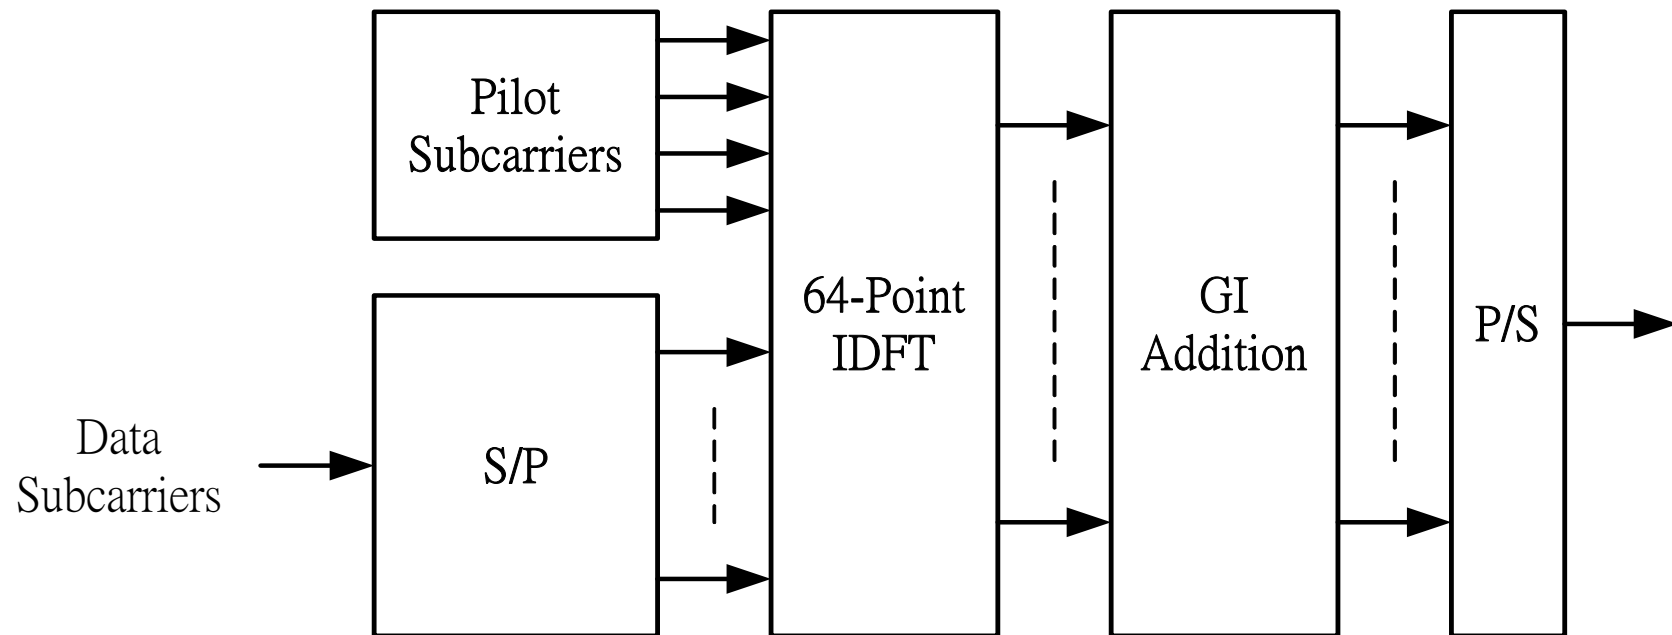 Pilot
Subcarriers
Data
Subcarriers
S/P
64-Point
IDFT
GI
Addition
P/S